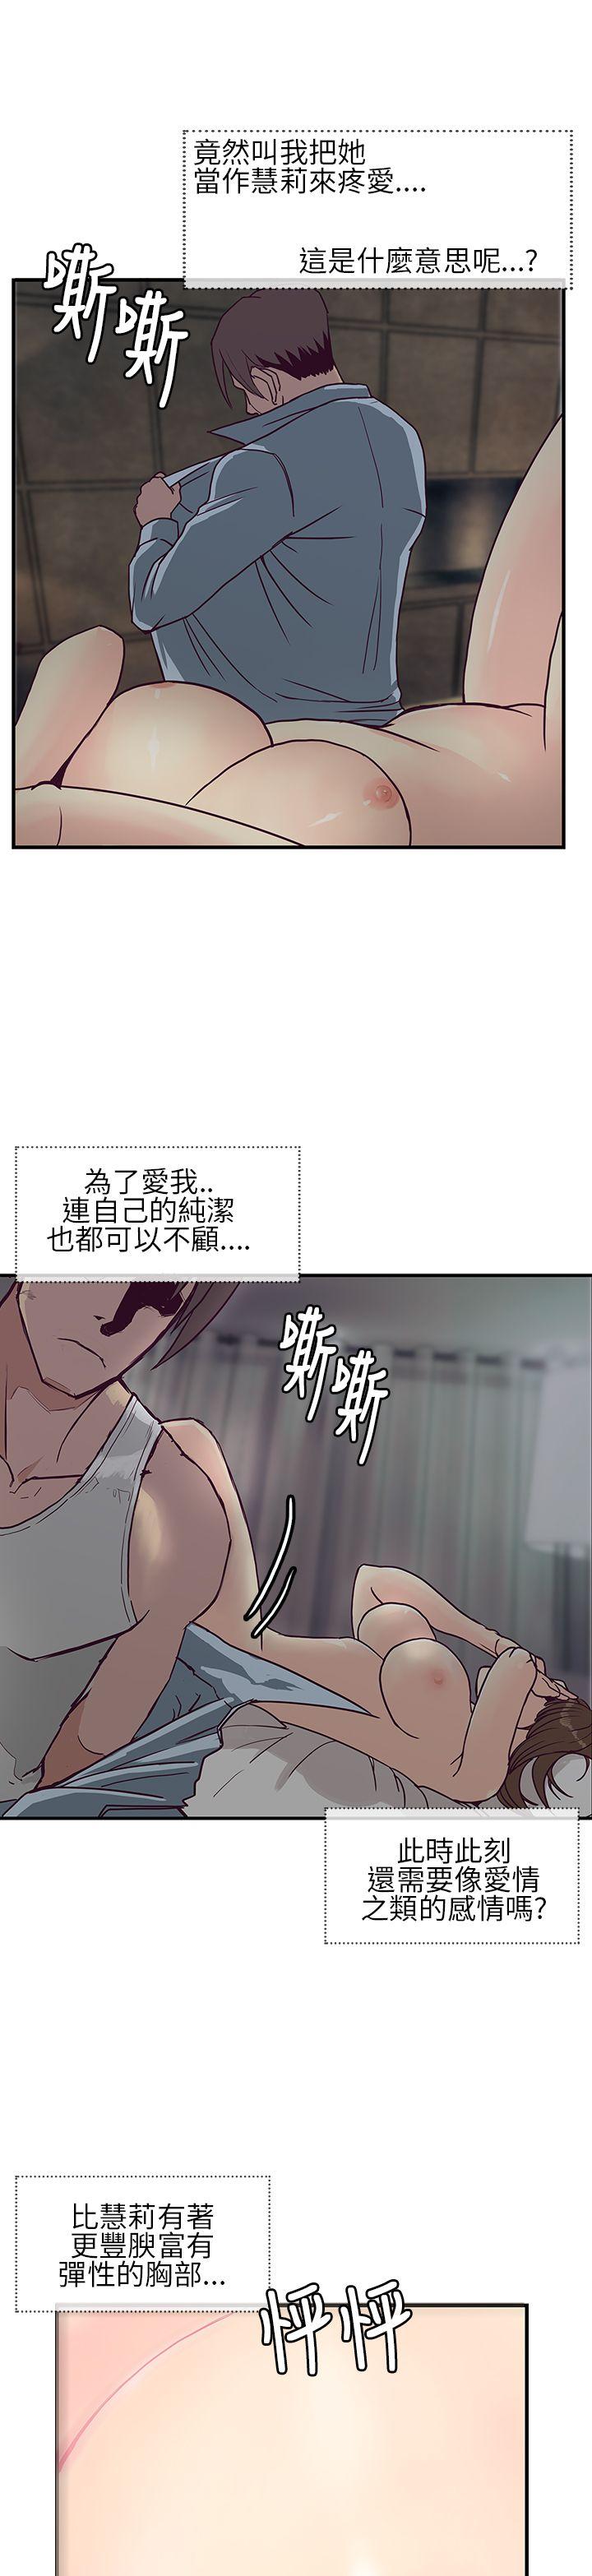 竟然叫我把她
當作慧莉來疼愛....
這是什麼意思呢...?
嘶嘶
為了愛我..
連自己的純潔
也都可以不顧....
嘶嘶
此時此刻
還需要像愛情
之類的感情嗎?
比慧莉有著
更豐腴富有
彈性的胸部...
怦怦